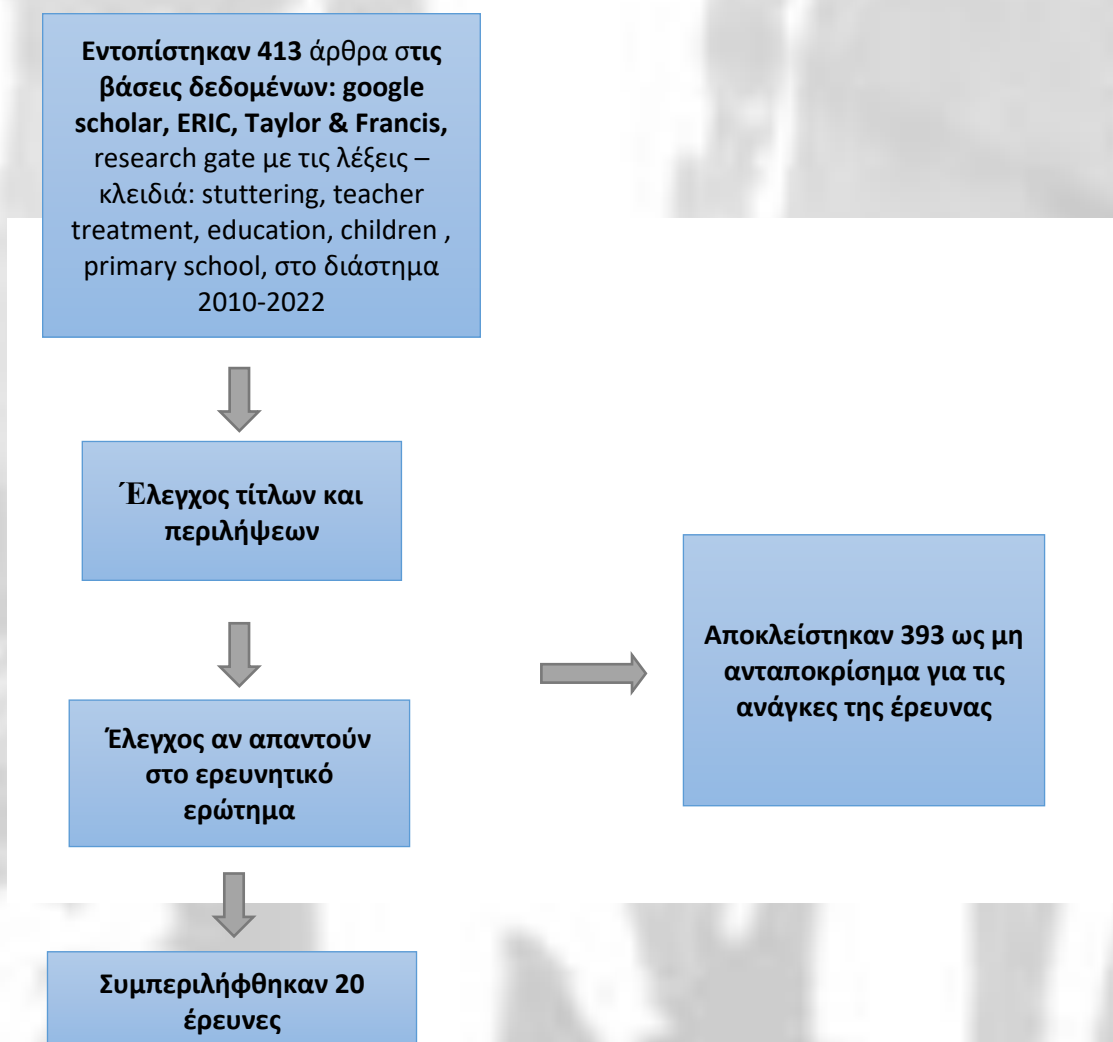 Εντοπίστηκαν 413 άρθρα στις
βάσεις δεδομένων: google
scholar, ERIC, Taylor & Francis,
research gate με τις λέξεις –
κλειδιά: stuttering, teacher
treatment, education, children ,
primary school, στο διάστημα
2010-2022
Έλεγχος τίτλων και
περιλήψεων
Έλεγχος αν απαντούν
στο ερευνητικό
ερώτημα
Αποκλείστηκαν 393 ως μη
ανταποκρίσημα για τις
ανάγκες της έρευνας
Συμπεριλήφθηκαν 20
έρευνες